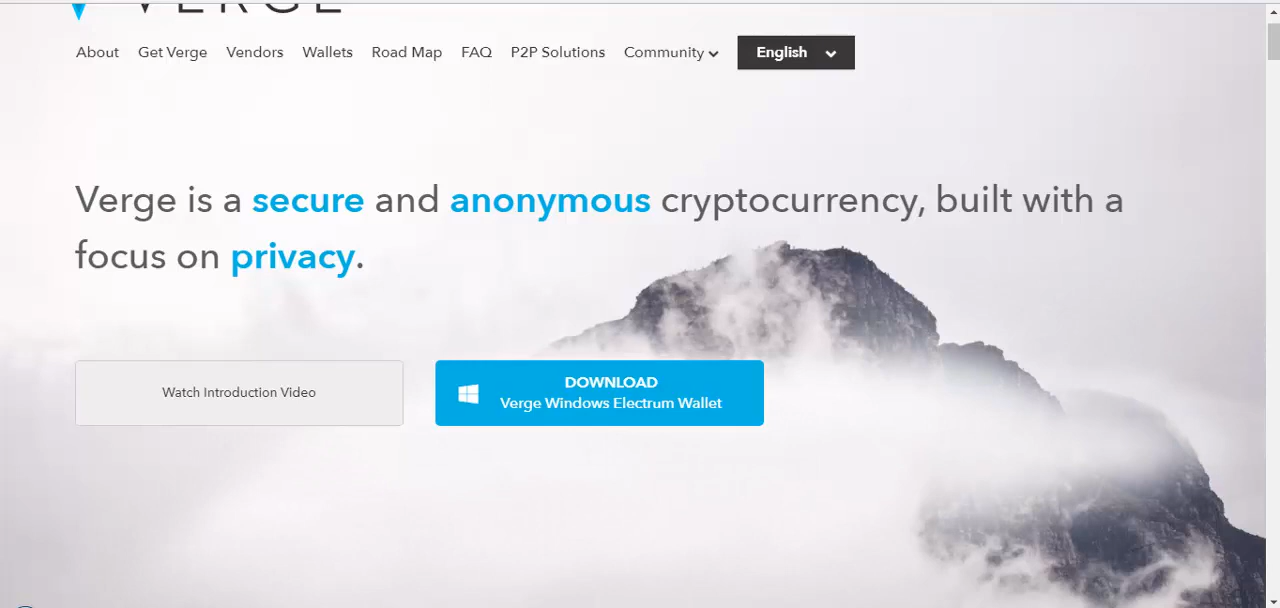 VERGE
About Get Verge Vendors Wallets Road Map FAQ P2P Solutions Community English
Verge is a secure and anonymous cryptocurrency, built with a
focus on privacy.
Watch Introduction Video
DOWNLOAD
Verge Windows Electrum Wallet